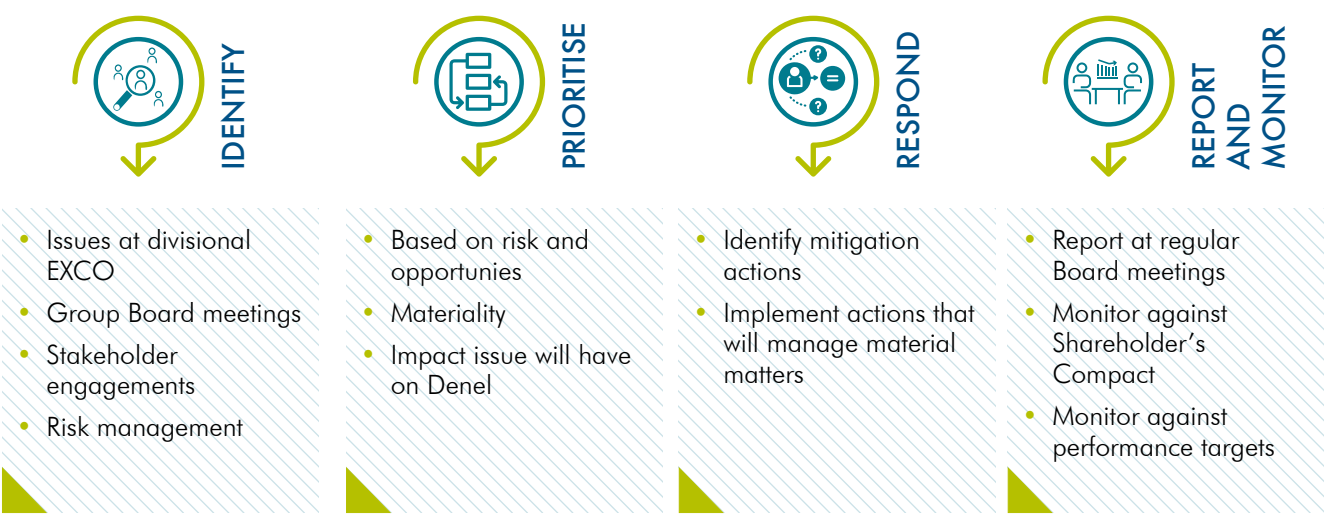 IDENTIFY
• Issues at divisional
EXCO
• Group Board meetings
• Stakeholder
engagements
• Risk management
PRIORITISE
• Based on risk and
opportunies
• Materiality
• Impact issue will have
on Denel
RESPOND
• Identify mitigation
actions
• Implement actions that
will manage material
matters
REPORT
AND
MONITOR
• Report at regular
Board meetings
• Monitor against
Shareholder’s
Compact
• Monitor against
performance targets